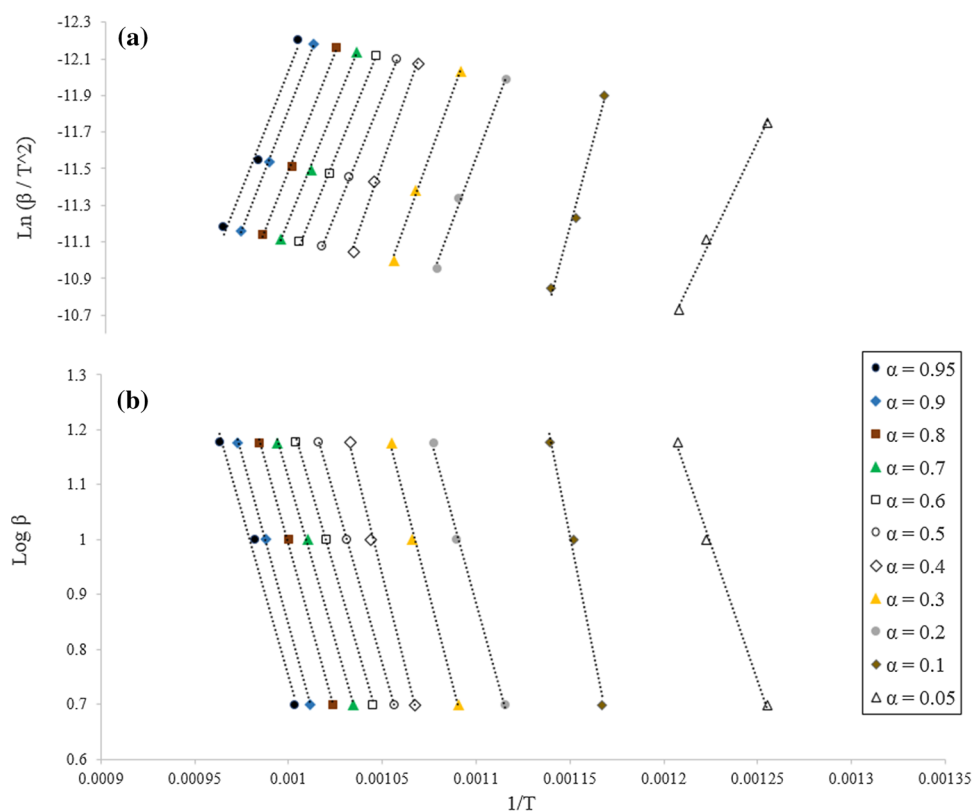 (a)
Ln (β / T^2)
-12.3
-12.1
-11.9
-11.7
-11.5
-11.3
-11.1
-10.9
-10.7
(b)
Log β
1.3
1.2
1.1
1
0.9
0.8
0.7
0.6
0.0009
0.00095
0.001
0.00105
0.0011
0.00115
0.0012
0.00125
0.0013
0.00135
1/T
α = 0.95
α = 0.9
α = 0.8
α = 0.7
α = 0.6
α = 0.5
α = 0.4
α = 0.3
α = 0.2
α = 0.1
α = 0.05